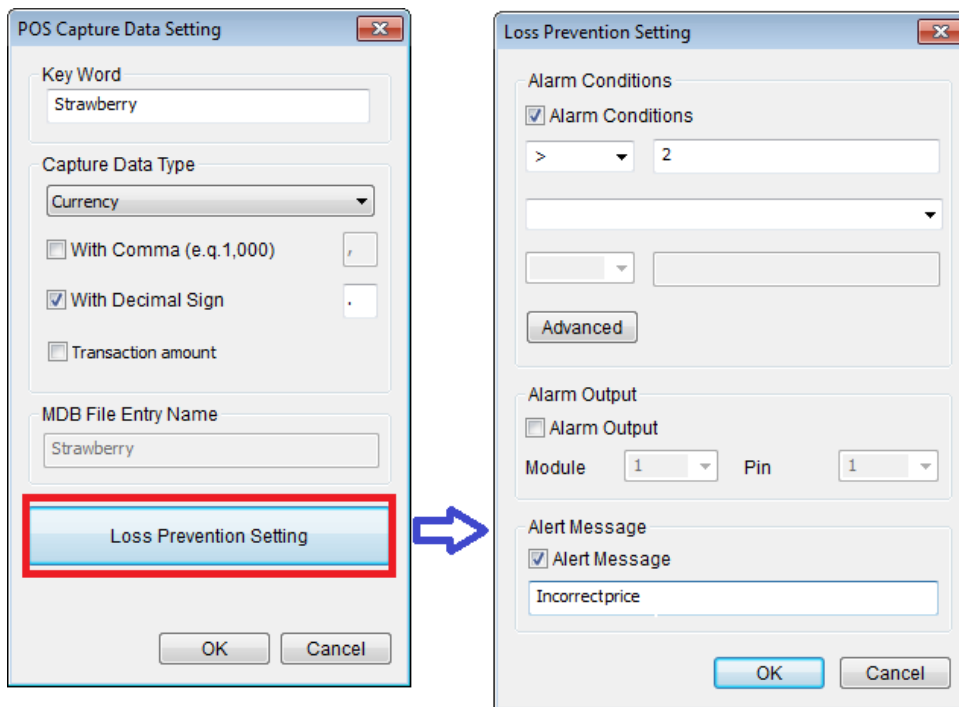 POS Capture Data Setting
Key Word
Strawberry
Capture Data Type
Currency
With Comma (e.q.1,000) ,
With Decimal Sign .
Transaction amount
MDB File Entry Name
Strawberry
Loss Prevention Setting
OK Cancel
Loss Prevention Setting
Alarm Conditions
Alarm Conditions
> 2
Advanced
Alarm Output
Alarm Output
Module 1 Pin 1
Alert Message
Alert Message
Incorrectprice
OK Cancel